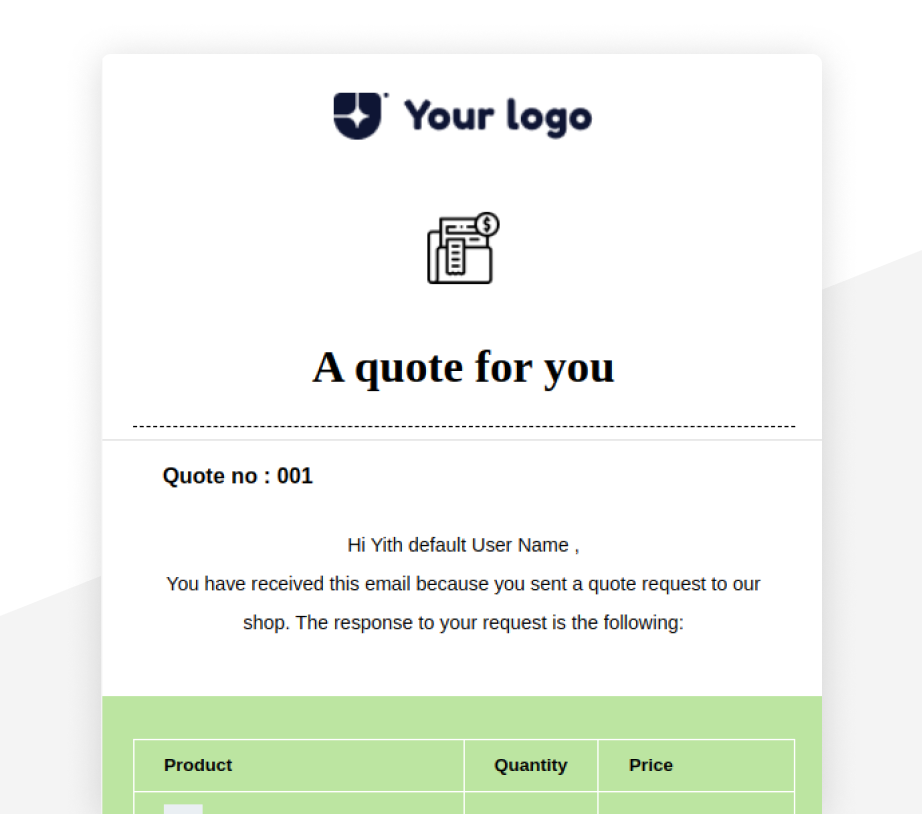 Your logo
$
A quote for you
Quote no : 001
Hi Yith default User Name ,
You have received this email because you sent a quote request to our
shop. The response to your request is the following:
Product Quantity Price